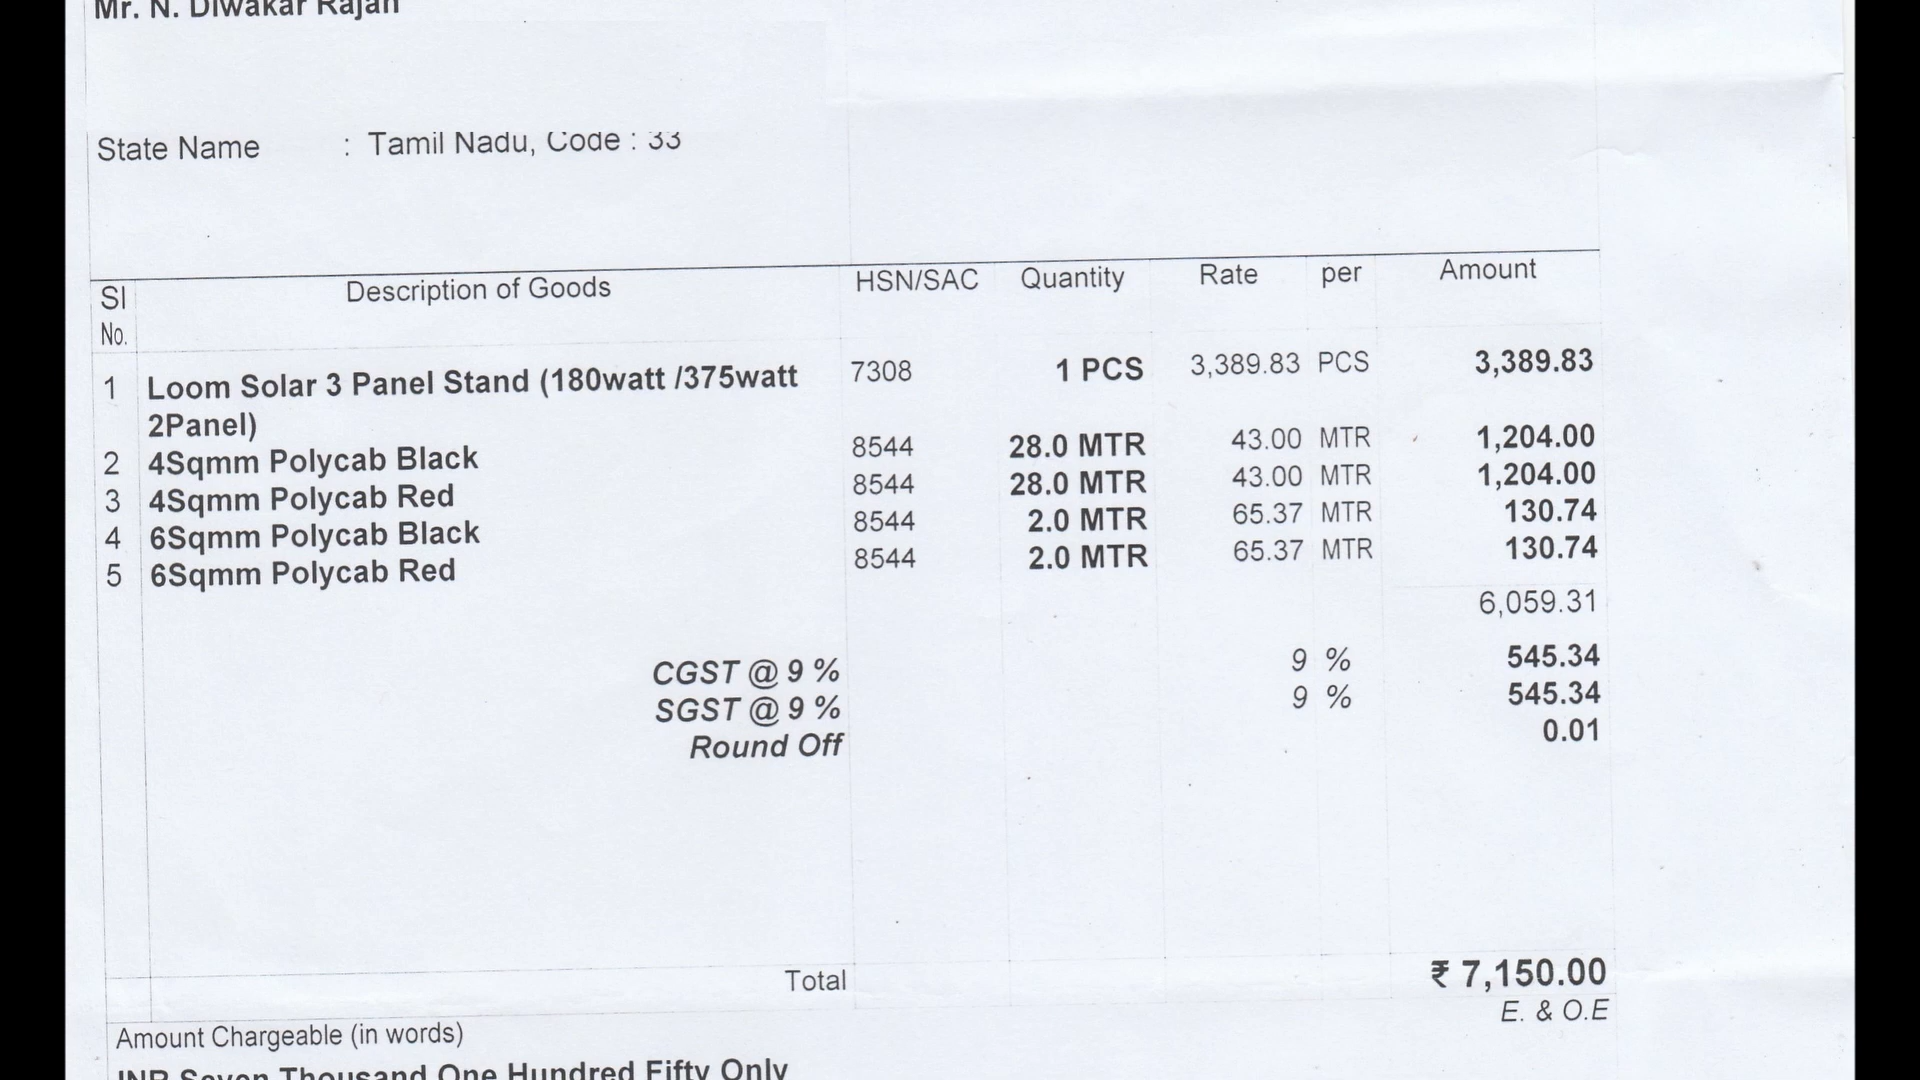 Mr. N. Diwakar Rajan
State Name : Tamil Nadu, Code : 33
Sl No. Description of Goods HSN/SAC Quantity Rate per Amount
1 Loom Solar 3 Panel Stand (180watt /375watt 2Panel) 7308 1 PCS 3,389.83 PCS 3,389.83
2 4Sqmm Polycab Black 8544 28.0 MTR 43.00 MTR 1,204.00
3 4Sqmm Polycab Red 8544 28.0 MTR 43.00 MTR 1,204.00
4 6Sqmm Polycab Black 8544 2.0 MTR 65.37 MTR 130.74
5 6Sqmm Polycab Red 8544 2.0 MTR 65.37 MTR 130.74
6,059.31
CGST @ 9 % 9 % 545.34
SGST @ 9 % 9 % 545.34
Round Off 0.01
Total ₹ 7,150.00
E. & O.E
Amount Chargeable (in words)
INR Seven Thousand One Hundred Fifty Only